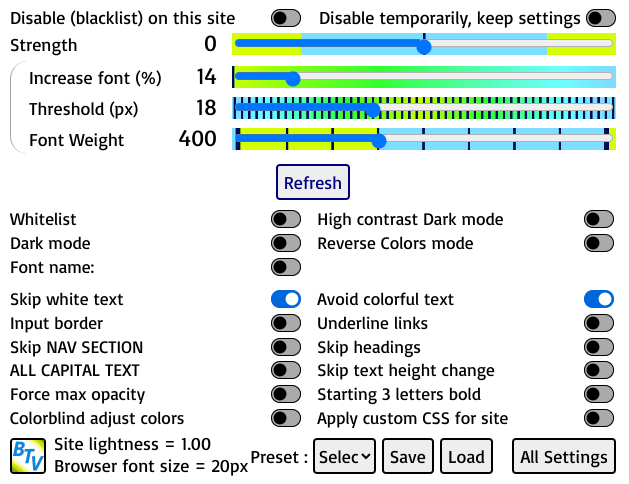 Disable (blacklist) on this site Disable temporarily, keep settings
Strength 0
Increase font (%) 14
Threshold (px) 18
Font Weight 400
Refresh
Whitelist High contrast Dark mode
Dark mode Reverse Colors mode
Font name:
Skip white text Avoid colorful text
Input border Underline links
Skip NAV SECTION Skip headings
ALL CAPITAL TEXT Skip text height change
Force max opacity Starting 3 letters bold
Colorblind adjust colors Apply custom CSS for site
BTV Site lightness = 1.00
Browser font size = 20px Preset : Selec Save Load All Settings